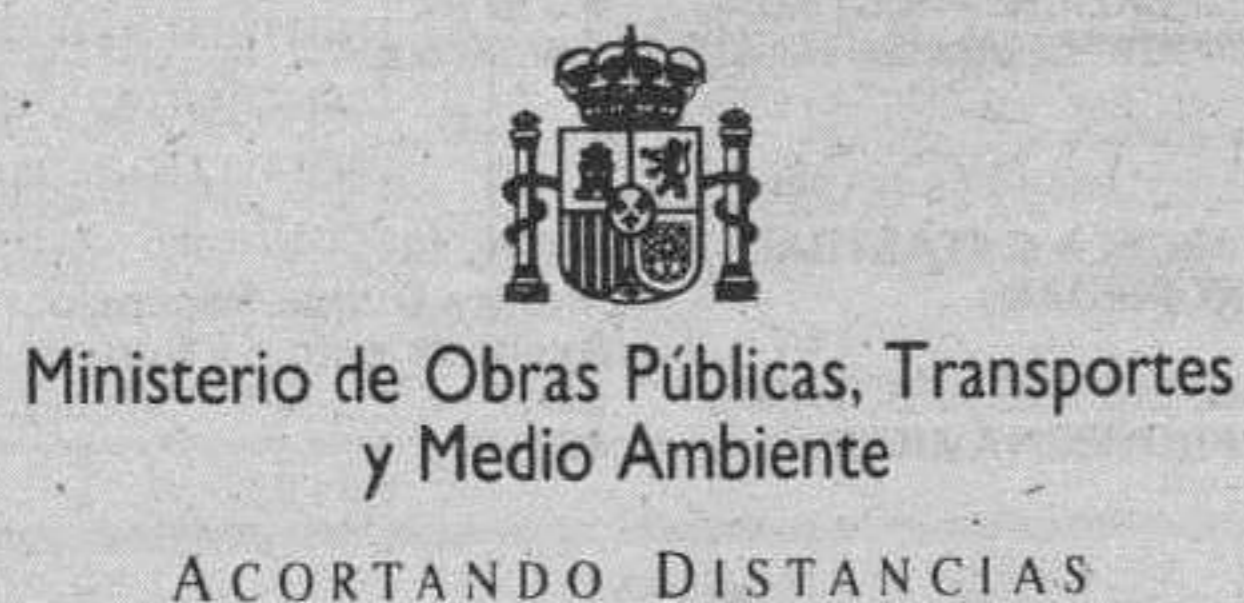 Ministerio de Obras Públicas, Transportes
y Medio Ambiente
ACORTANDO DISTANCIAS